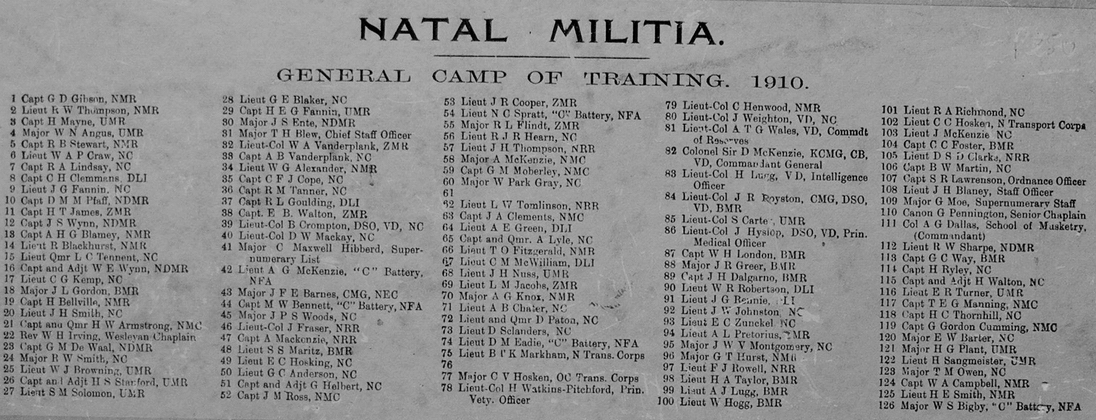 NATAL MILITIA.
GENERAL CAMP OF TRAINING. 1910.
1 Capt G D Gibson, NMR
2 Lieut R W Thompson, NMR
3 Capt H Mayne, UMR
4 Major W N Angus, UMR
5 Capt R B Stewart, NMR
6 Lieut W A P Craw, NC
7 Capt R A Lindsay, NC
8 Capt C H Clemmans, DLI
9 Lieut J G Fannin, NC
10 Capt D M M Pfaff, NDMR
11 Capt H T James, ZMR
12 Capt J S Wynn, NDMR
13 Capt A H G Blamey, NMR
14 Lieut R Blackhurst, NMR
15 Lieut Qmr L C Tennent, NC
16 Capt and Adjt W E Wynn, NDMR
17 Lieut C G Kemp, NC
18 Major J L Gordon, BMR
19 Capt H Bellville, NMR
20 Lieut J H Smith, NC
21 Capt and Qmr H W Armstrong, NMC
22 Rev W H Irving, Wesleyan Chaplain
23 Capt G M De Waal, NDMR
24 Major R W Smith, NC
25 Lieut W J Browning, UMR
26 Capt and Adjt H S Stanford, UMR
27 Lieut S M Solomon, UMR
28 Lieut G E Blaker, NC
29 Capt H E G Fannin, UMR
30 Major J S Ente, NDMR
31 Major T H Blew, Chief Staff Officer
32 Lieut-Col W A Vanderplank, ZMR
33 Capt A B Vanderplank, NC
34 Lieut W G Alexander, NMR
35 Capt C F J Cope, NC
36 Capt R M Tanner, NC
37 Capt R L Goulding, DLI
38 Capt. E B. Walton, ZMR
39 Lieut-Col B Crompton, DSO, VD, NC
40 Lieut-Col D W Mackay, NC
41 Major C Maxwell Hibberd, Super-
numerary List
42 Lieut A G McKenzie, "C" Battery,
NFA
43 Major J F E Barnes, CMG, NEC
44 Capt M W Bennett, "C" Battery, NFA
45 Major J P S Woods, NC
46 Lieut-Col J Fraser, NRR
47 Capt A Mackenzie, NRR
48 Lieut S S Maritz, BMR
49 Lieut E C Hosking, NC
50 Lieut G C Anderson, NC
51 Capt and Adjt G Helbert, NC
52 Capt J M Ross, NMC
53 Lieut J R Cooper, ZMR
54 Lieut N C Spratt, "C" Battery, NFA
55 Major R L Flindt, ZMR
56 Lieut R J R Hearn, NC
57 Lieut J H Thompson, NRR
58 Major A McKenzie, NMC
59 Capt G M Moberley, NMC
60 Major W Park Gray, NC
61
62 Lieut L W Tomlinson, NRR
63 Capt J A Clements, NMC
64 Lieut A E Green, DLI
65 Capt and Qmr. A Lyle, NC
66 Lieut T O Fitzgerald, NMR
67 Lieut C M McWilliam, DLI
68 Lieut J H Nuss, UMR
69 Lieut L M Jacobs, ZMR
70 Major A G Knox, NMR
71 Lieut A B Chater, NC
72 Lieut and Qmr D Paton, NC
73 Lieut D Sclanders, NC
74 Lieut D M Eadie, "C" Battery, NFA
75 Lieut B K Markham, N Trans. Corps
76
77 Major C V Hosken, OC Trans. Corps
78 Lieut-Col H Watkins-Pitchford, Prin.
Vety. Officer
79 Lieut-Col C Henwood, NMR
80 Lieut-Col J Weighton, VD, NC
81 Lieut-Col A T G Wales, VD, Commdt
of Reserves
82 Colonel Sir D McKenzie, KCMG, CB,
VD, Commandant General
83 Lieut-Col H Lugg, VD, Intelligence
Officer
84 Lieut-Col J R Royston, CMG, DSO,
VD, BMR
85 Lieut-Col S Carter, UMR
86 Lieut-Col J Hyslop, DSO, VD, Prin.
Medical Officer
87 Capt W H London, BMR
88 Major J R Greer, BMR
89 Capt J H Dalgarno, BMR
90 Lieut W R Robertson, DLI
91 Lieut J G Rennie, DLI
92 Lieut J W Johnston, NC
93 Lieut E C Zunckel, NC
94 Lieut A L Pretorius, NMR
95 Major J W V Montgomery, NC
96 Major G T Hurst, NMR
97 Lieut F J Rowell, NRR
98 Lieut H A Taylor, BMR
99 Lieut A J Lugg, BMR
100 Lieut W Hogg, BMR
101 Lieut R A Richmond, NC
102 Lieut C C Hosken, N Transport Corps
103 Lieut J McKenzie, NC
104 Capt C C Foster, BMR
105 Lieut D S D Clarke, NRR
106 Capt B W Martin, NC
107 Capt S R Lawrenson, Ordnance Officer
108 Lieut J H Blaney, Staff Officer
109 Major G Moe, Supernumerary Staff
110 Canon G Pennington, Senior Chaplain
111 Col A G Dallas, School of Musketry,
(Commandant)
112 Lieut R W Sharpe, NDMR
113 Capt G C Way, BMR
114 Capt H Ryley, NC
115 Capt and Adjt H Walton, NC
116 Lieut E R Turner, UMR
117 Capt T E G Manning, NMC
118 Capt H C Thornhill, NC
119 Capt G Gordon Cumming, NMC
120 Major E W Barter, NC
121 Major H G Plant, UMR
122 Lieut H Sangmeister, UMR
123 Major T M Owen, NC
124 Capt W A Campbell, NMR
125 Lieut H E Smith, NMR
126 Major W S Bigby, "C" Battery, NFA